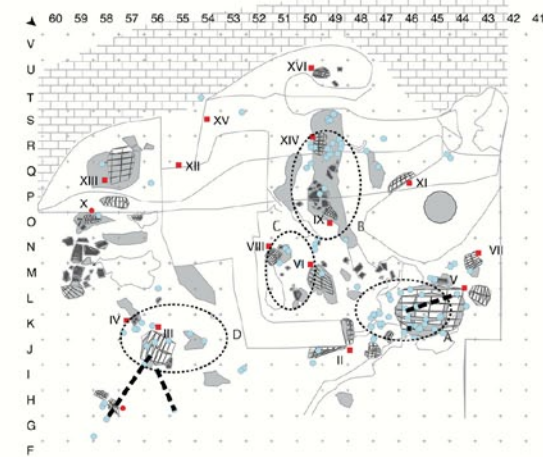 60 59 58 57 56 55 54 53 52 51 50 49 48 47 46 45 44 43 42 41
V
U XVI
T
S XV
R XIV
Q XII
XIII XI
P
X
O IX
C B
N VIII VII
M VI
V
L
K IV III D A
J II
I
H
G
F